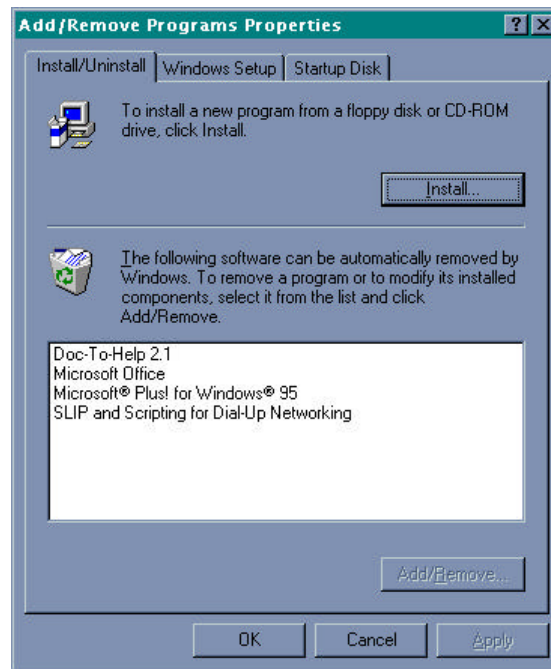 Add/Remove Programs Properties
Install/Uninstall Windows Setup Startup Disk
To install a new program from a floppy disk or CD-ROM
drive, click Install.
Install...
The following software can be automatically removed by
Windows. To remove a program or to modify its installed
components, select it from the list and click
Add/Remove.
Doc-To-Help 2.1
Microsoft Office
Microsoft® Plus! for Windows® 95
SLIP and Scripting for Dial-Up Networking
Add/Remove...
OK Cancel Apply